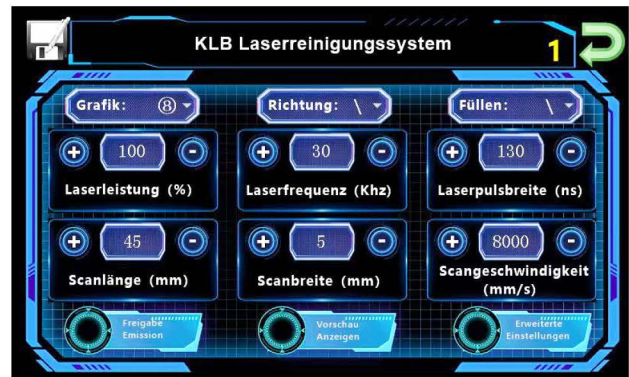 KLB Laserreinigungssystem
1
Grafik: ⑧
Richtung: \
Füllen: \
+ 100 -
+ 30 -
+ 130 -
Laserleistung (%)
Laserfrequenz (Khz)
Laserpulsbreite (ns)
+ 45 -
+ 5 -
+ 8000 -
Scanlänge (mm)
Scanbreite (mm)
Scangeschwindigkeit
(mm/s)
Freigabe
Emission
Vorschau
Anzeigen
Erweiterte
Einstellungen